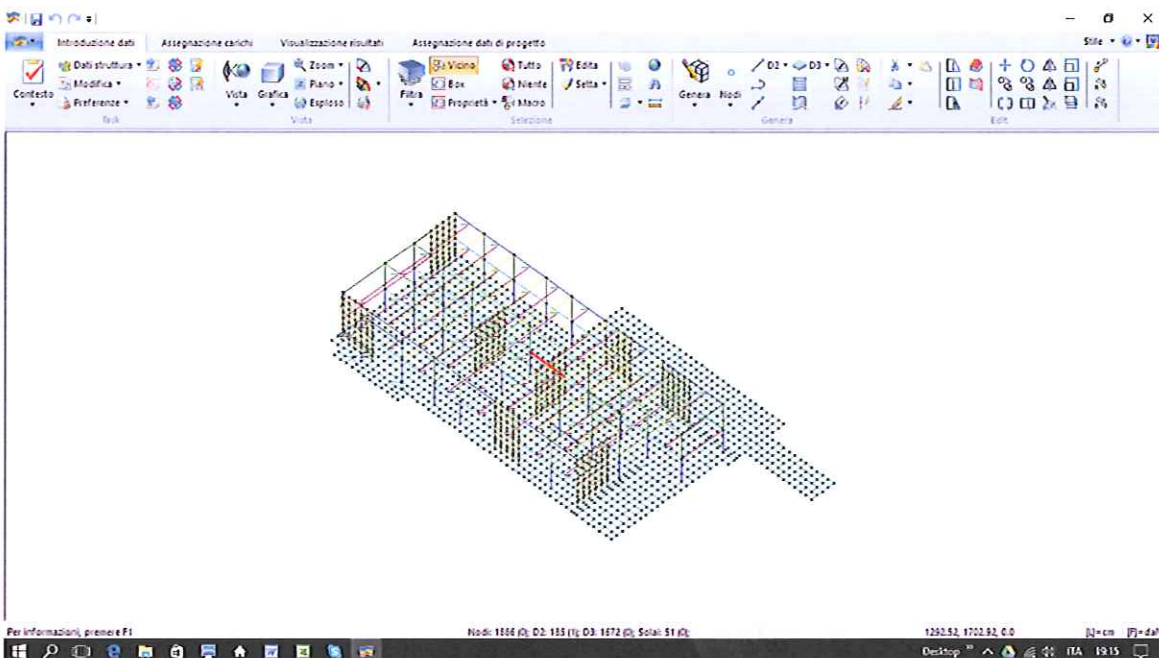 Introduzione dati Assegnazione carichi Visualizzazione risultati Assegnazione dati di progetto Stile
Contesto
Dati struttura
Modifica
Preferenze
Task
Vista
Grafica
Zoom
Piano
Esploso
Vista
Filtra
Vicino
Box
Proprietà
Tutto
Niente
Macro
Edita
Setta
Selezione
Genera
Nodi
D2
D3
Genera
Edit
Per informazioni, premere F1 Nodi: 1866 (0); D2: 185 (1); D3: 1672 (0); Solai: 51 (0); 1292.52, 1702.92, 0.0 [L]=cm [F]=daN
Desktop ITA 19:15